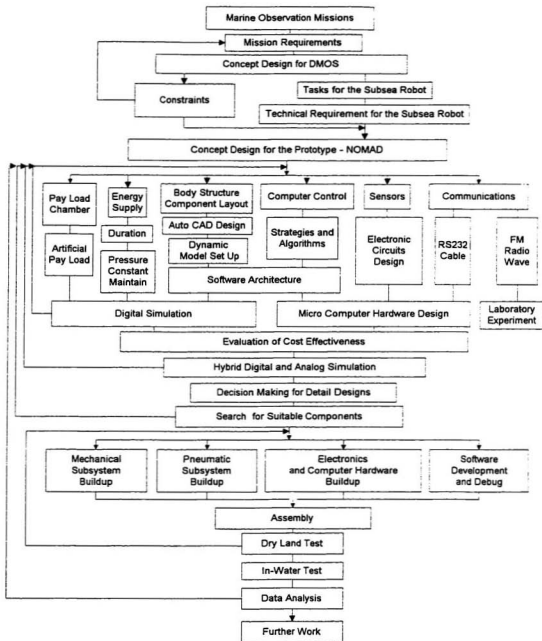 Marine Observation Missions
Mission Requirements
Concept Design for DMOS
Constraints
Tasks for the Subsea Robot
Technical Requirement for the Subsea Robot
Concept Design for the Prototype – NOMAD
Pay Load
Chamber
Energy
Supply
Body Structure
Component Layout
Computer Control
Sensors
Communications
Artificial
Pay Load
Duration
Pressure
Constant
Maintain
Auto CAD Design
Dynamic
Model Set Up
Strategies and
Algorithms
Software Architecture
Electronic
Circuits
Design
RS232
Cable
FM
Radio
Wave
Digital Simulation
Micro Computer Hardware Design
Laboratory
Experiment
Evaluation of Cost Effectiveness
Hybrid Digital and Analog Simulation
Decision Making for Detail Designs
Search for Suitable Components
Mechanical
Subsystem
Buildup
Pneumatic
Subsystem
Buildup
Electronics
and Computer Hardware
Buildup
Software
Development
and Debug
Assembly
Dry Land Test
In-Water Test
Data Analysis
Further Work